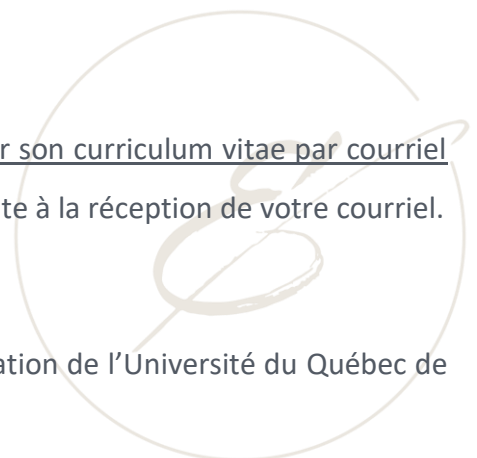 r son curriculum vitae par courriel
te à la réception de votre courriel.
ation de l’Université du Québec de